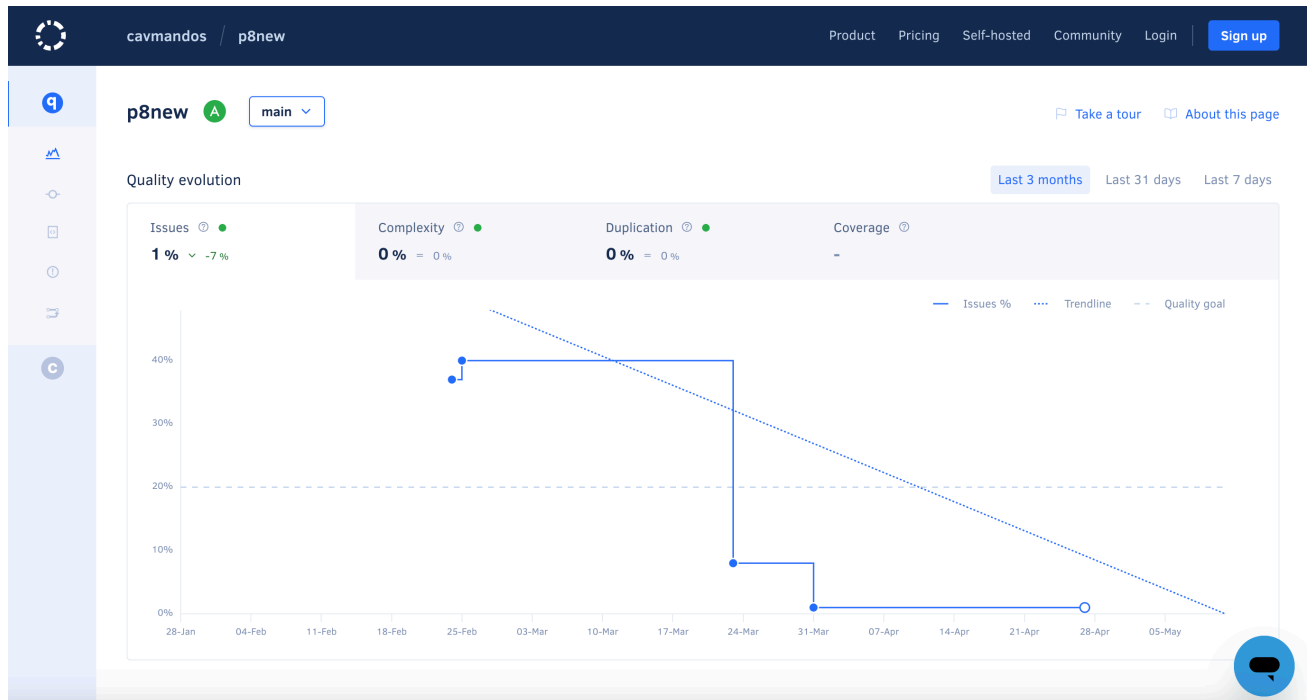 cavmandos / p8new Product Pricing Self-hosted Community Login Sign up
q
p8new A main Take a tour About this page
Quality evolution Last 3 months Last 31 days Last 7 days
Issues Complexity Duplication Coverage
1 % -7 % 0 % = 0 % 0 % = 0 % -
Issues % Trendline Quality goal
40%
30%
20%
10%
0%
28-Jan 04-Feb 11-Feb 18-Feb 25-Feb 03-Mar 10-Mar 17-Mar 24-Mar 31-Mar 07-Apr 14-Apr 21-Apr 28-Apr 05-May
C